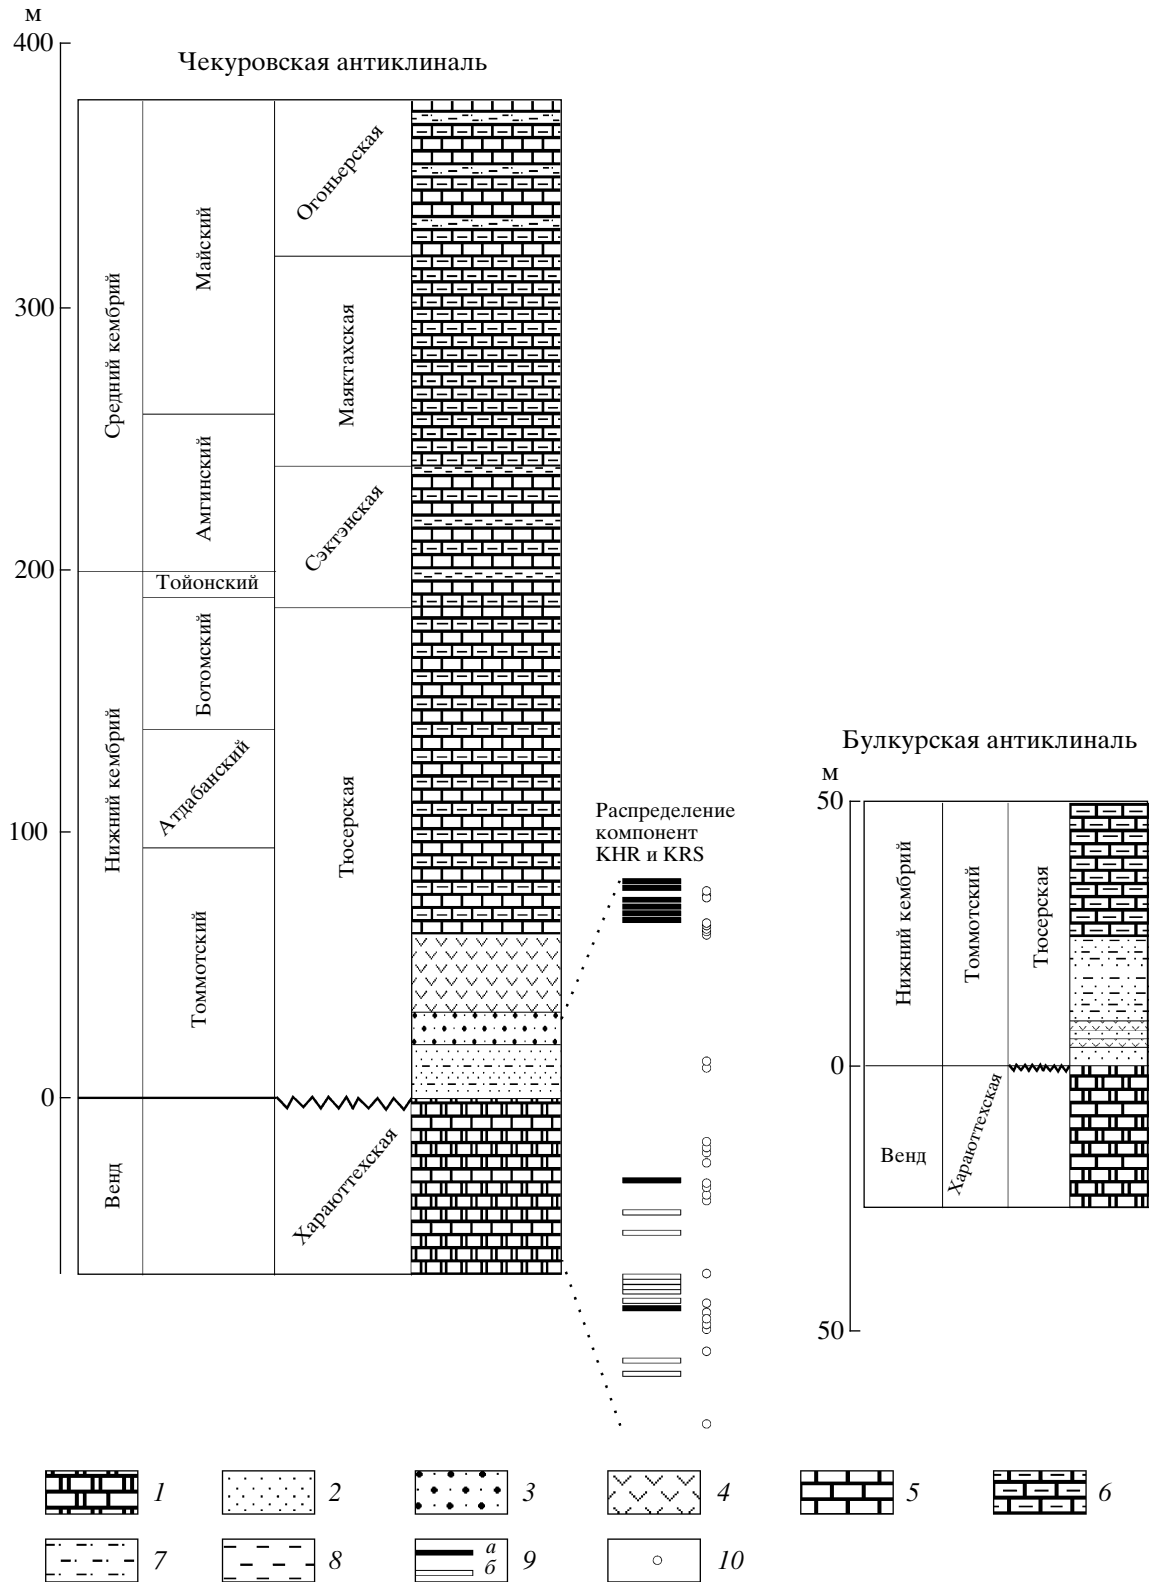 м
400
Чекуровская антиклиналь
300
200
100
0
Средний кембрий
Нижний кембрий
Венд
Майский
Амгинский
Тойонский
Ботомский
Атдабанский
Томмотский
Огоньерская
Маяктахская
Сэктэнская
Тюсерская
Хараюттехская
Распределение
компонент
KHR и KRS
Булкурская антиклиналь
м
50
0
50
Нижний кембрий
Томмотский
Тюсерская
Венд
Хараюттехская
1
2
3
4
5
6
7
8
а
б
9
10